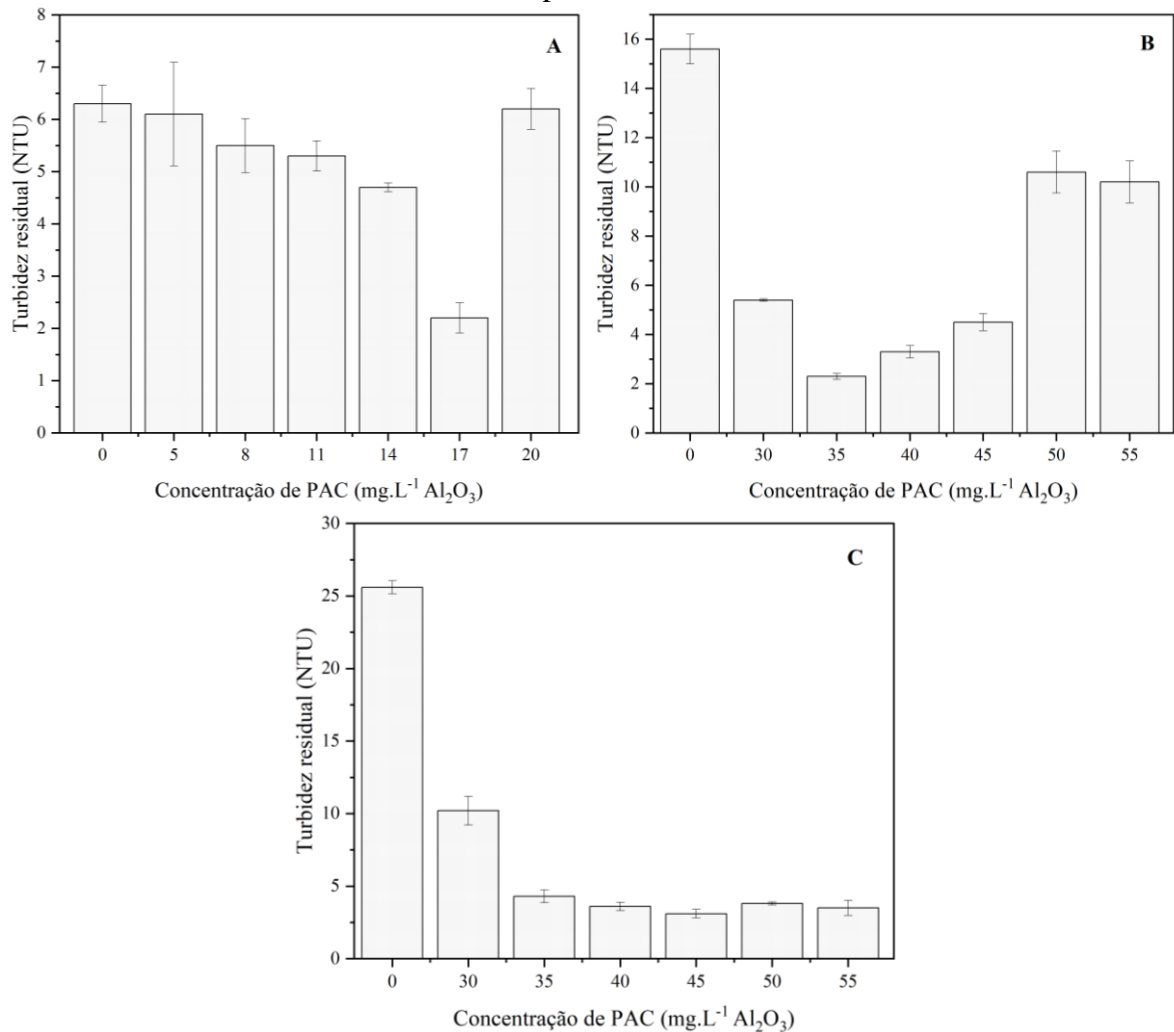 A
Turbidez residual (NTU)
8
7
6
5
4
3
2
1
0
0 5 8 11 14 17 20
Concentração de PAC (mg.L⁻¹ Al₂O₃)
B
Turbidez residual (NTU)
16
14
12
10
8
6
4
2
0
0 30 35 40 45 50 55
Concentração de PAC (mg.L⁻¹ Al₂O₃)
C
Turbidez residual (NTU)
30
25
20
15
10
5
0
0 30 35 40 45 50 55
Concentração de PAC (mg.L⁻¹ Al₂O₃)